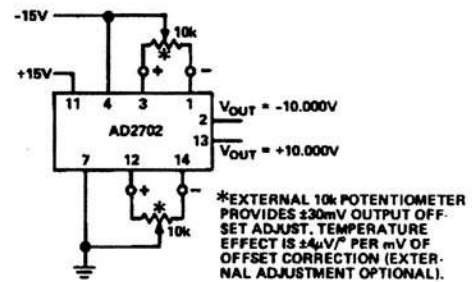 -15V
10k
*
+15V
+ -
11 4 3 1
2 VOUT = -10.000V
AD2702
13 VOUT = +10.000V
7 12 14
+ -
*
10k
*EXTERNAL 10k POTENTIOMETER
PROVIDES ±30mV OUTPUT OFF-
SET ADJUST. TEMPERATURE
EFFECT IS ±4μV/° PER mV OF
OFFSET CORRECTION (EXTER-
NAL ADJUSTMENT OPTIONAL).